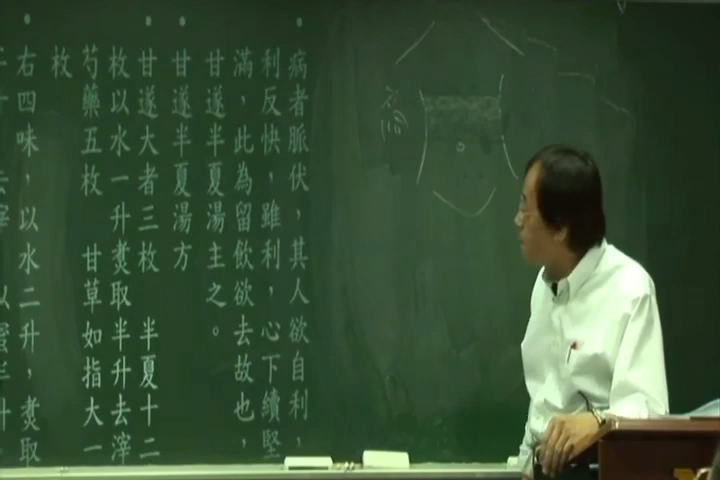 • 病者脈伏，其人欲自利，
利反快，雖利，心下續堅
滿，此為留飲欲去故也，
甘遂半夏湯主之。
• 甘遂半夏湯方
• 甘遂大者三枚 半夏十二
枚以水一升煑取半升去滓
芍藥五枚 甘草如指大一
枚
• 右四味，以水二升，煑取